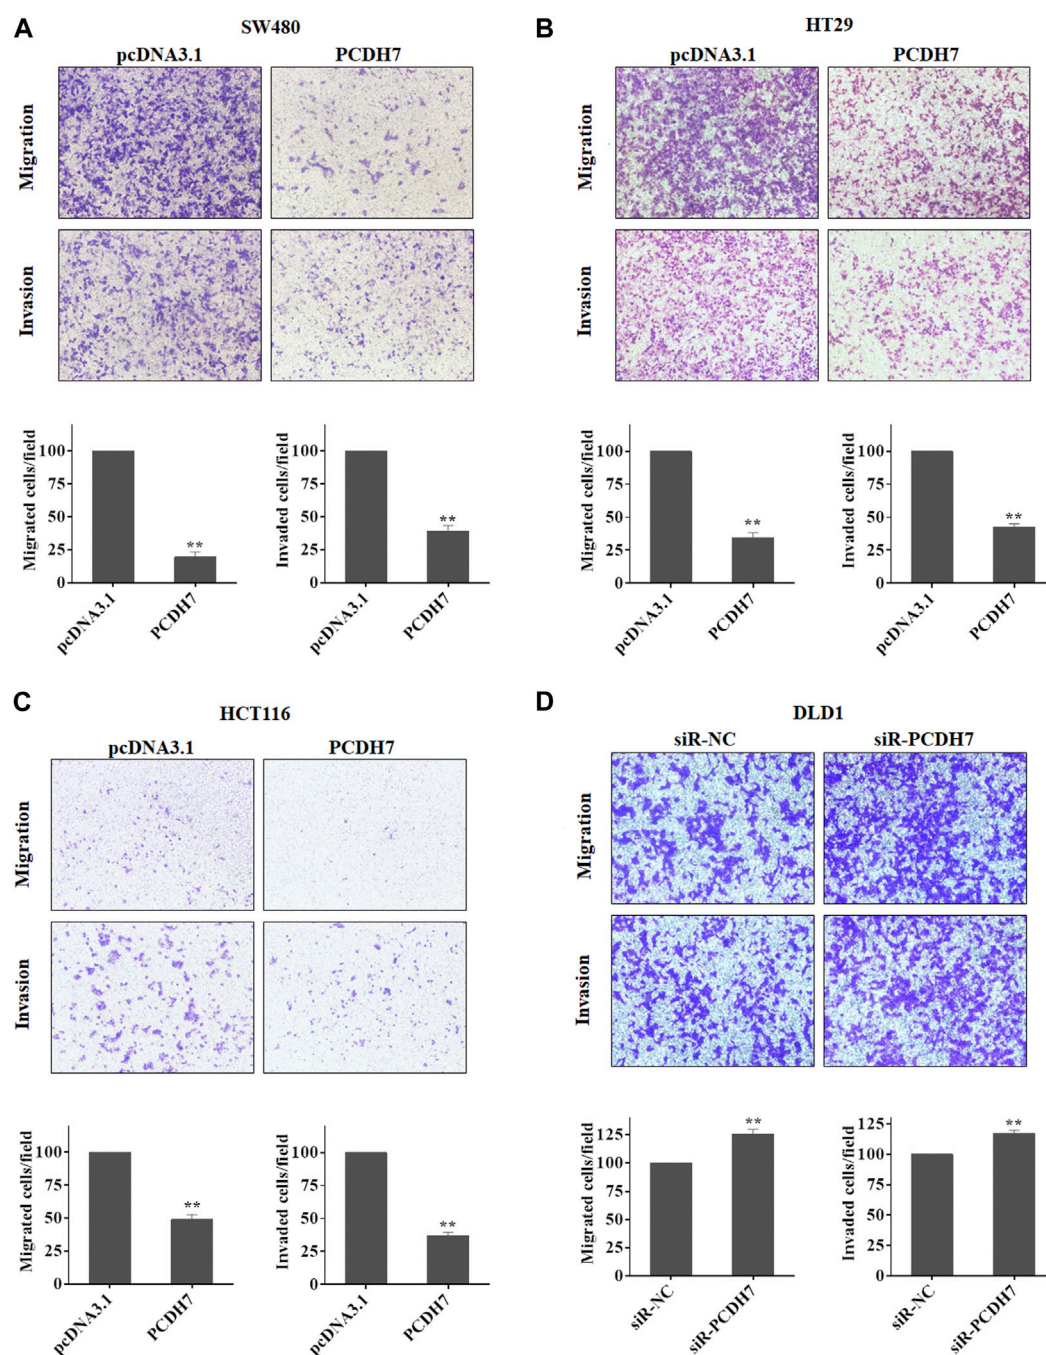 A
SW480
pcDNA3.1 PCDH7
Migration
Invasion
Migrated cells/field
100
75
50
25
0
**
pcDNA3.1
PCDH7
Invaded cells/field
100
75
50
25
0
**
pcDNA3.1
PCDH7
B
HT29
pcDNA3.1 PCDH7
Migration
Invasion
Migrated cells/field
100
75
50
25
0
**
pcDNA3.1
PCDH7
Invaded cells/field
100
75
50
25
0
**
pcDNA3.1
PCDH7
C
HCT116
pcDNA3.1 PCDH7
Migration
Invasion
Migrated cells/field
100
75
50
25
0
**
pcDNA3.1
PCDH7
Invaded cells/field
100
75
50
25
0
**
pcDNA3.1
PCDH7
D
DLD1
siR-NC siR-PCDH7
Migration
Invasion
Migrated cells/field
125
100
75
50
25
0
**
siR-NC
siR-PCDH7
Invaded cells/field
125
100
75
50
25
0
**
siR-NC
siR-PCDH7